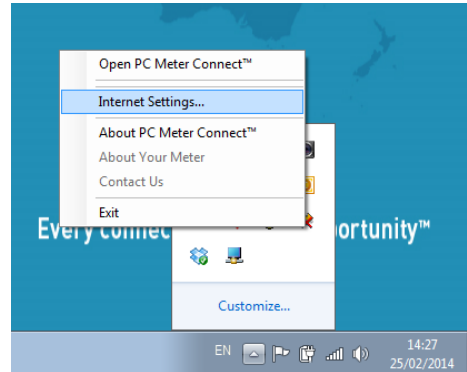 Open PC Meter Connect™
Internet Settings...
About PC Meter Connect™
About Your Meter
Contact Us
Exit
Every connec ortunity™
Customize...
EN
14:27
25/02/2014